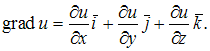 grad u = ∂u/∂x i̅ + ∂u/∂y j̅ + ∂u/∂z k̅.